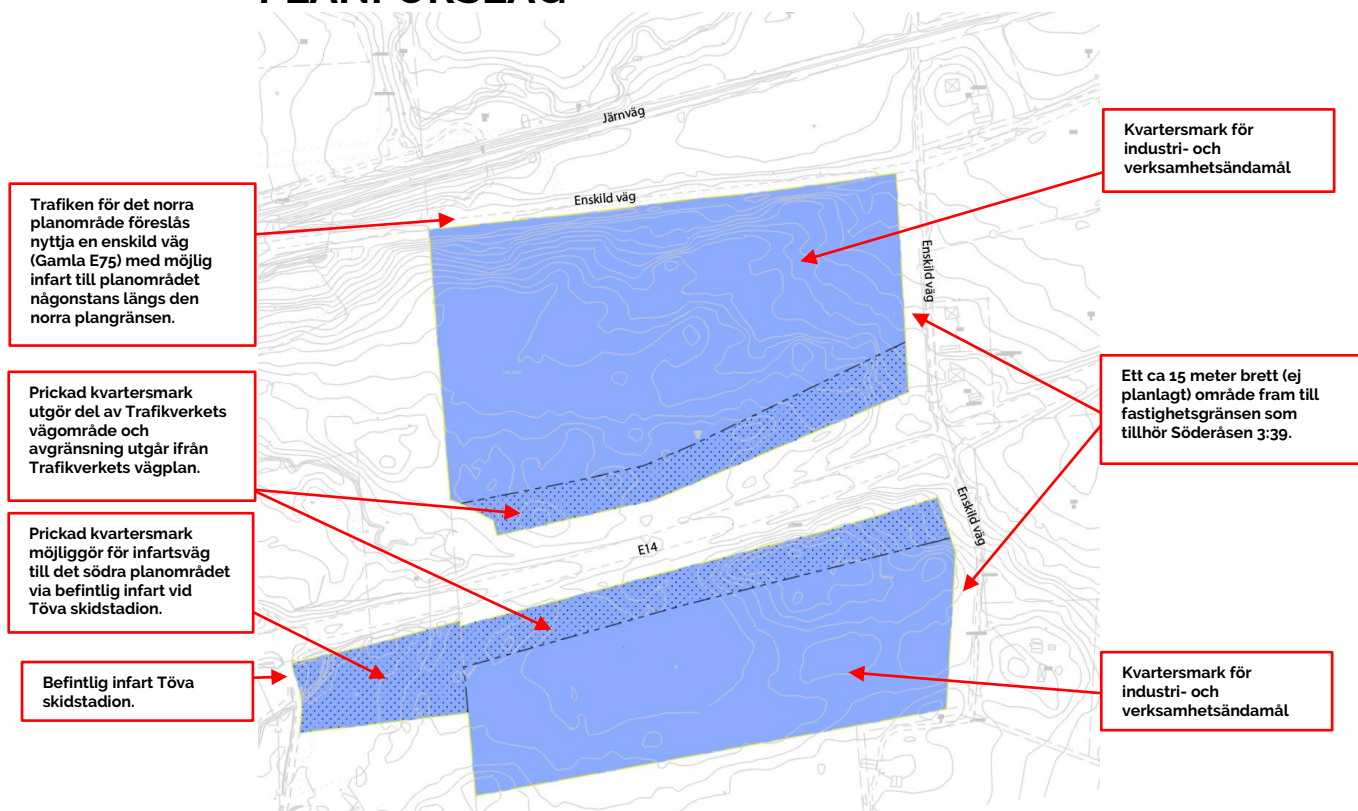 PLANFÖRSLAG
Järnväg
Enskild väg
Enskild väg
E14
Enskild väg
Trafiken för det norra
planområde föreslås
nyttja en enskild väg
(Gamla E75) med möjlig
infart till planområdet
någonstans längs den
norra plangränsen.
Prickad kvartersmark
utgör del av Trafikverkets
vägområde och
avgränsning utgår ifrån
Trafikverkets vägplan.
Prickad kvartersmark
möjliggör för infartsväg
till det södra planområdet
via befintlig infart vid
Töva skidstadion.
Befintlig infart Töva
skidstadion.
Kvartersmark för
industri- och
verksamhetsändamål
Ett ca 15 meter brett (ej
planlagt) område fram till
fastighetsgränsen som
tillhör Söderåsen 3:39.
Kvartersmark för
industri- och
verksamhetsändamål